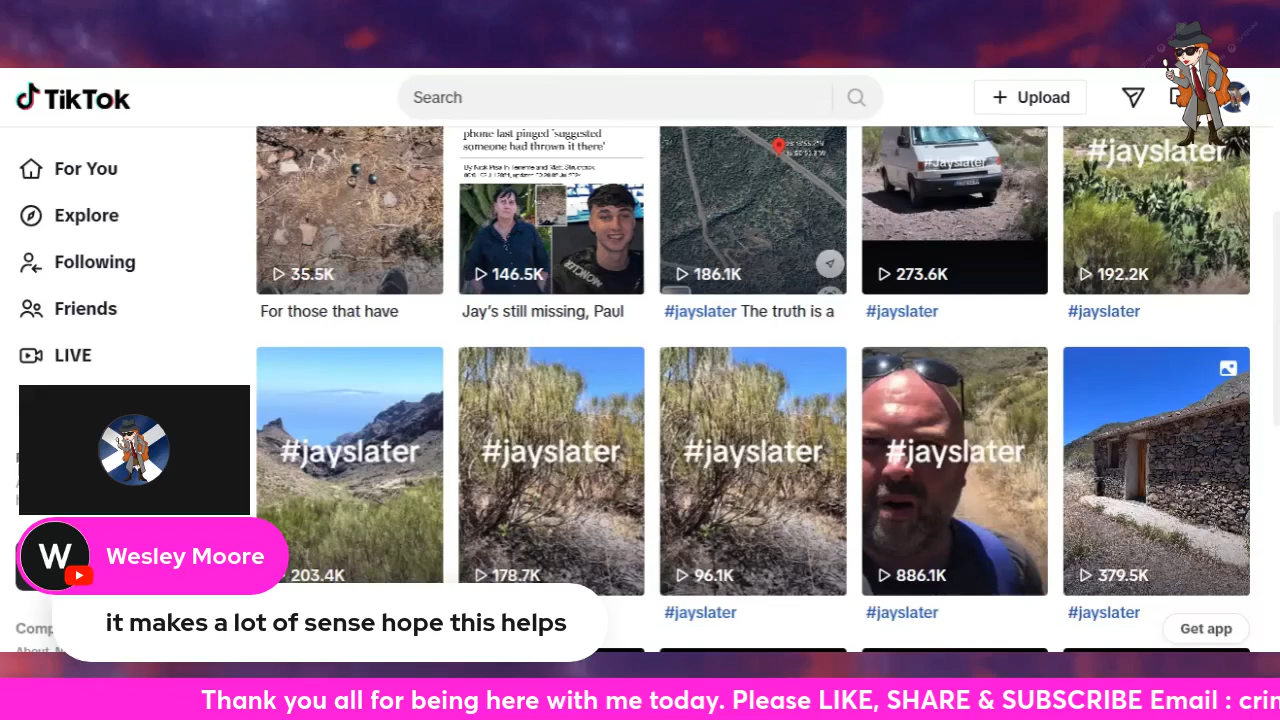 TikTok
Search
Upload
For You
Explore
Following
Friends
LIVE
phone last pinged 'suggested
someone had thrown it there'
#jayslater
#jayslater
35.5K
146.5K
186.1K
273.6K
192.2K
For those that have
Jay's still missing, Paul
#jayslater The truth is a
#jayslater
#jayslater
#jayslater
#jayslater
#jayslater
#jayslater
203.4K
178.7K
96.1K
886.1K
379.5K
#jayslater
#jayslater
#jayslater
Get app
W
Wesley Moore
it makes a lot of sense hope this helps
Thank you all for being here with me today. Please LIKE, SHARE & SUBSCRIBE Email : crin